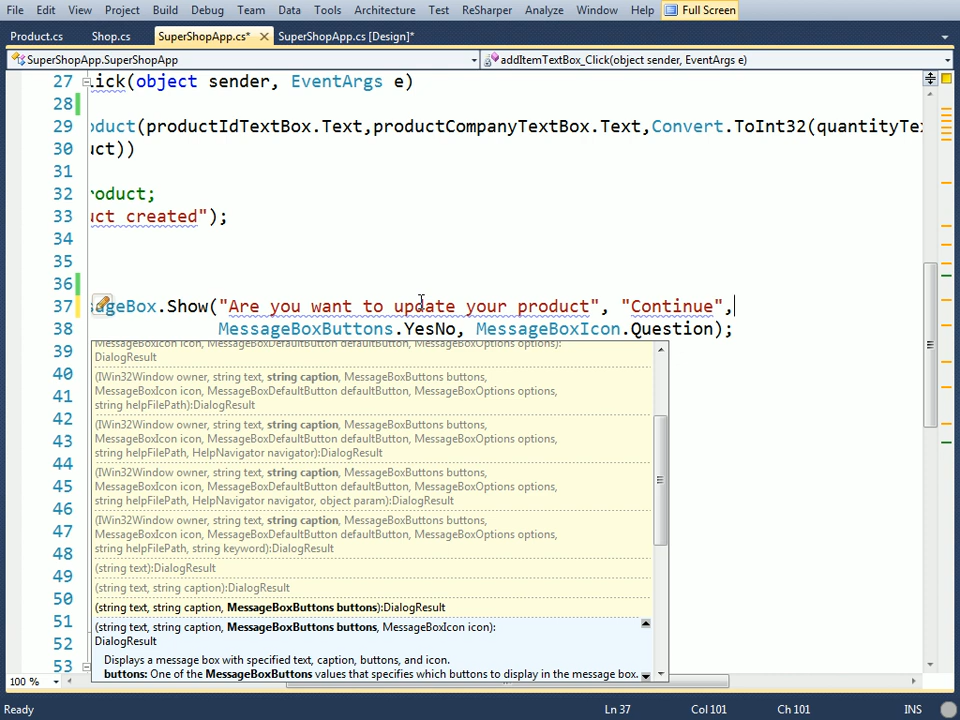 File Edit View Project Build Debug Team Data Tools Architecture Test ReSharper Analyze Window Help Full Screen
Product.cs Shop.cs SuperShopApp.cs* SuperShopApp.cs [Design]*
SuperShopApp.SuperShopApp addItemTextBox_Click(object sender, EventArgs e)
27 lick(object sender, EventArgs e)
28
29 oduct(productIdTextBox.Text,productCompanyTextBox.Text,Convert.ToInt32(quantityTex
30 uct))
31
32 roduct;
33 uct created");
34
35
36
37 sageBox.Show("Are you want to update your product", "Continue",
38 MessageBoxButtons.YesNo, MessageBoxIcon.Question);
39 MessageBoxIcon icon, MessageBoxDefaultButton defaultButton, MessageBoxOptions options):
DialogResult
40 (IWin32Window owner, string text, string caption, MessageBoxButtons buttons,
MessageBoxIcon icon, MessageBoxDefaultButton defaultButton, MessageBoxOptions options,
41 string helpFilePath):DialogResult
42 (IWin32Window owner, string text, string caption, MessageBoxButtons buttons,
43 MessageBoxIcon icon, MessageBoxDefaultButton defaultButton, MessageBoxOptions options,
string helpFilePath, HelpNavigator navigator):DialogResult
44 (IWin32Window owner, string text, string caption, MessageBoxButtons buttons,
45 MessageBoxIcon icon, MessageBoxDefaultButton defaultButton, MessageBoxOptions options,
46 string helpFilePath, HelpNavigator navigator, object param):DialogResult
(IWin32Window owner, string text, string caption, MessageBoxButtons buttons,
47 MessageBoxIcon icon, MessageBoxDefaultButton defaultButton, MessageBoxOptions options,
48 string helpFilePath, string keyword):DialogResult
49 (string text):DialogResult
(string text, string caption):DialogResult
50 (string text, string caption, MessageBoxButtons buttons):DialogResult
51 (string text, string caption, MessageBoxButtons buttons, MessageBoxIcon icon):
52 DialogResult
Displays a message box with specified text, caption, buttons, and icon.
53 buttons: One of the MessageBoxButtons values that specifies which buttons to display in the message box.
100 %
Ready Ln 37 Col 101 Ch 101 INS